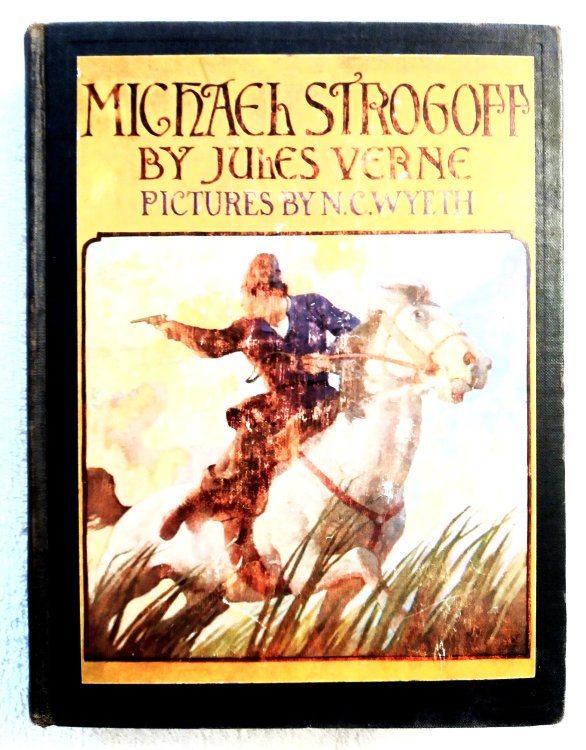 MICHAEL STROGOFF
BY JULES VERNE
PICTURES BY N.C.WYETH